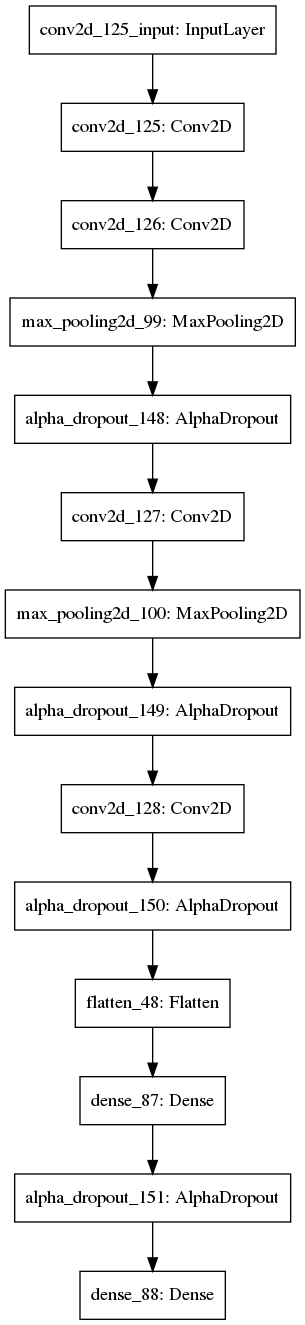 conv2d_125_input: InputLayer
conv2d_125: Conv2D
conv2d_126: Conv2D
max_pooling2d_99: MaxPooling2D
alpha_dropout_148: AlphaDropout
conv2d_127: Conv2D
max_pooling2d_100: MaxPooling2D
alpha_dropout_149: AlphaDropout
conv2d_128: Conv2D
alpha_dropout_150: AlphaDropout
flatten_48: Flatten
dense_87: Dense
alpha_dropout_151: AlphaDropout
dense_88: Dense